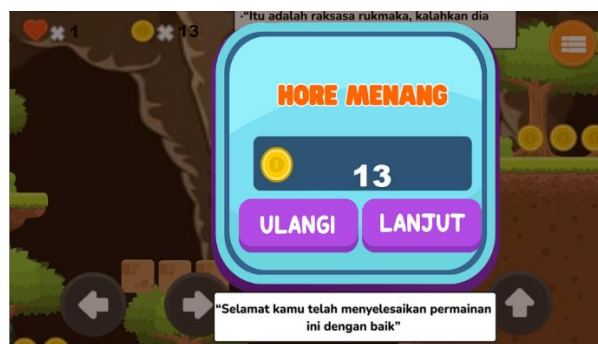 ·“Itu adalah raksasa rukmaka, kalahkan dia
1
13
HORE MENANG
13
ULANGI
LANJUT
“Selamat kamu telah menyelesaikan permainan
ini dengan baik”